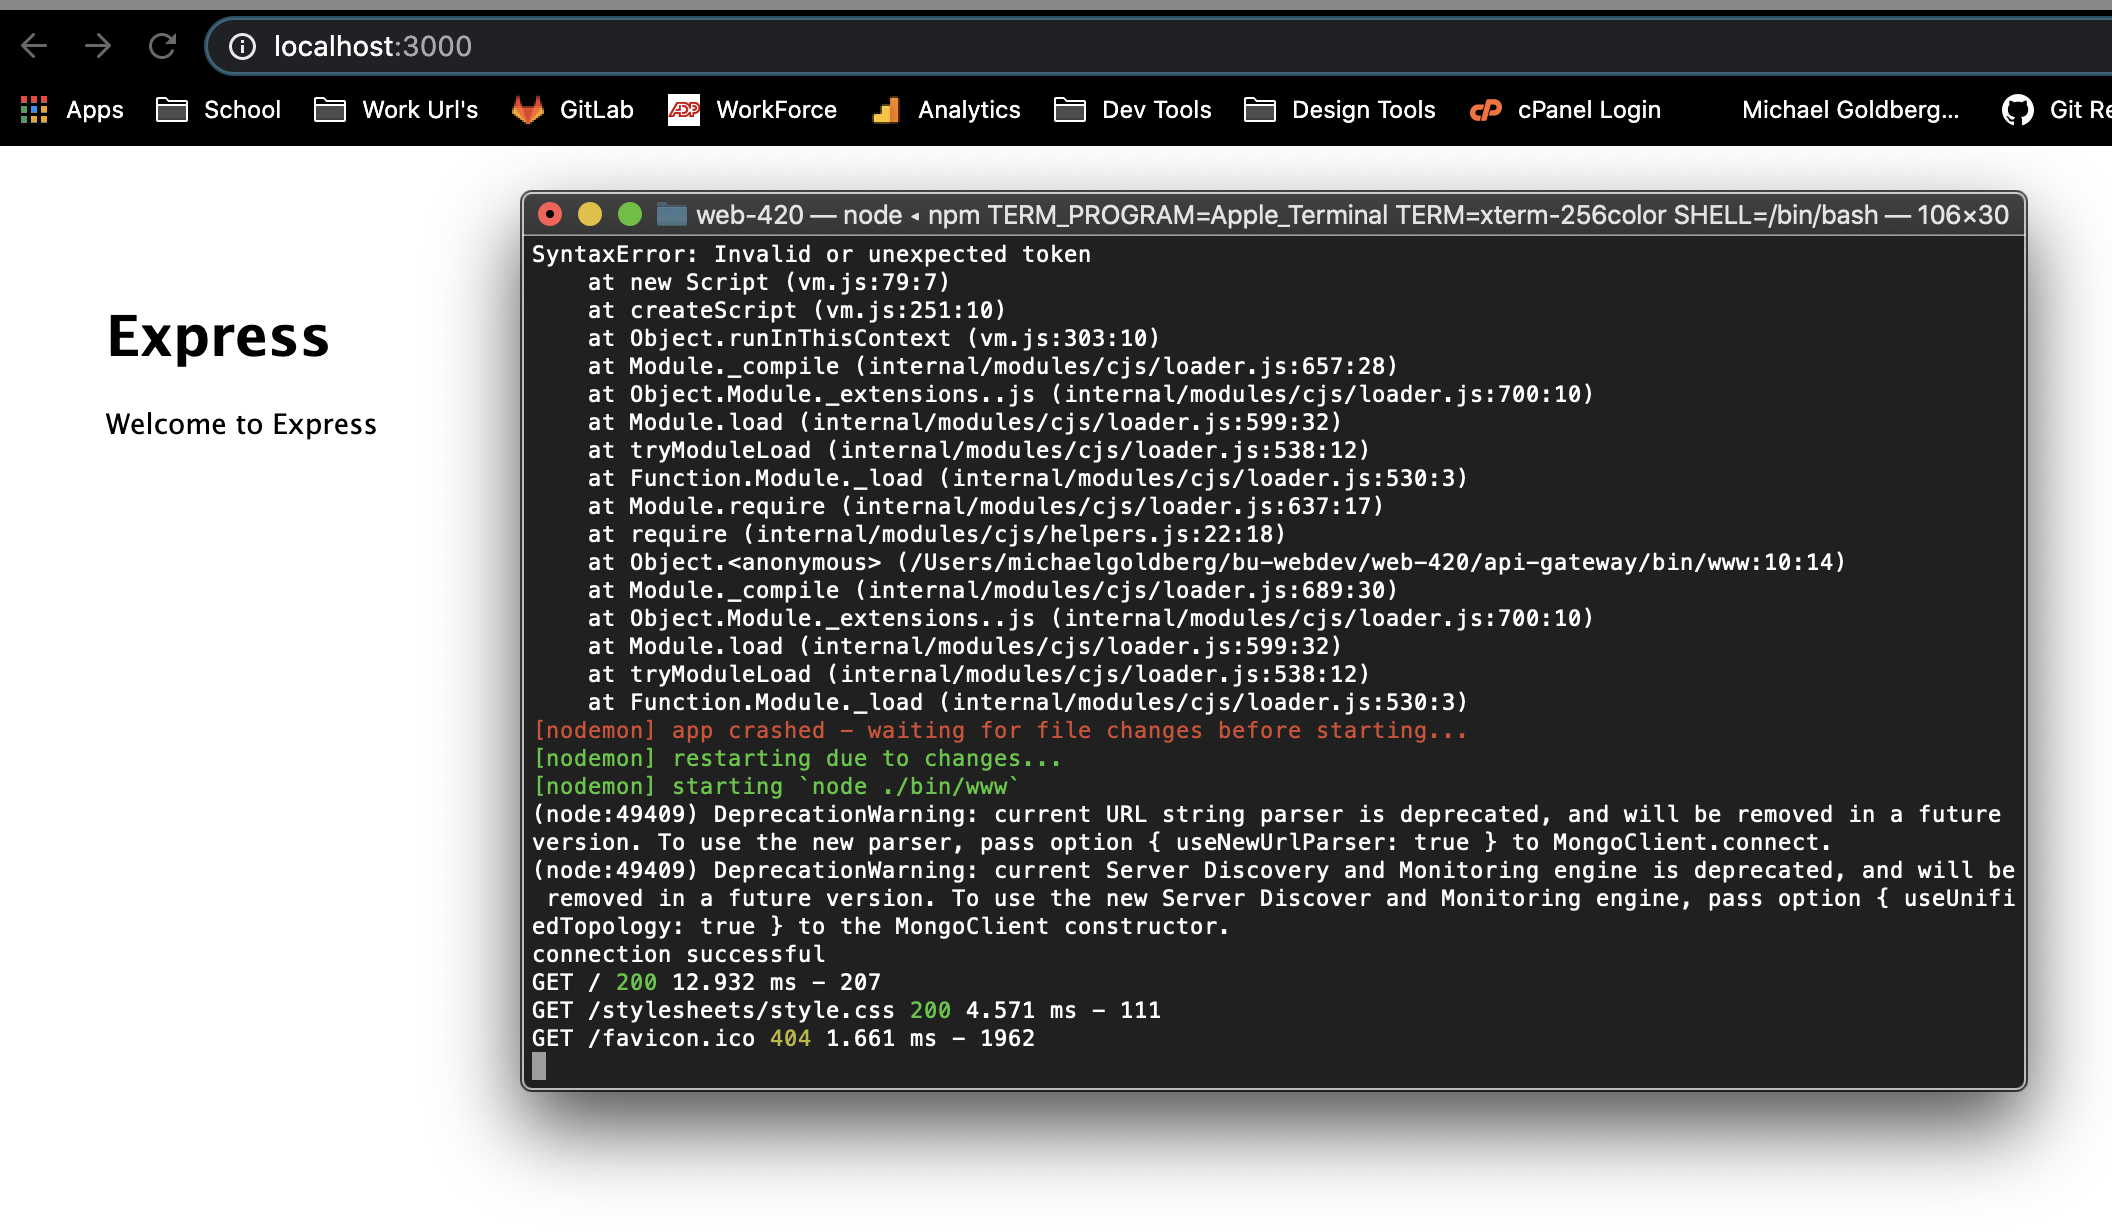 localhost:3000
Apps School Work Url's GitLab ADP WorkForce Analytics Dev Tools Design Tools cP cPanel Login Michael Goldberg... Git Re
Express
Welcome to Express
web-420 — node ◂ npm TERM_PROGRAM=Apple_Terminal TERM=xterm-256color SHELL=/bin/bash — 106×30
SyntaxError: Invalid or unexpected token
    at new Script (vm.js:79:7)
    at createScript (vm.js:251:10)
    at Object.runInThisContext (vm.js:303:10)
    at Module._compile (internal/modules/cjs/loader.js:657:28)
    at Object.Module._extensions..js (internal/modules/cjs/loader.js:700:10)
    at Module.load (internal/modules/cjs/loader.js:599:32)
    at tryModuleLoad (internal/modules/cjs/loader.js:538:12)
    at Function.Module._load (internal/modules/cjs/loader.js:530:3)
    at Module.require (internal/modules/cjs/loader.js:637:17)
    at require (internal/modules/cjs/helpers.js:22:18)
    at Object.<anonymous> (/Users/michaelgoldberg/bu-webdev/web-420/api-gateway/bin/www:10:14)
    at Module._compile (internal/modules/cjs/loader.js:689:30)
    at Object.Module._extensions..js (internal/modules/cjs/loader.js:700:10)
    at Module.load (internal/modules/cjs/loader.js:599:32)
    at tryModuleLoad (internal/modules/cjs/loader.js:538:12)
    at Function.Module._load (internal/modules/cjs/loader.js:530:3)
[nodemon] app crashed - waiting for file changes before starting...
[nodemon] restarting due to changes...
[nodemon] starting `node ./bin/www`
(node:49409) DeprecationWarning: current URL string parser is deprecated, and will be removed in a future
version. To use the new parser, pass option { useNewUrlParser: true } to MongoClient.connect.
(node:49409) DeprecationWarning: current Server Discovery and Monitoring engine is deprecated, and will be
 removed in a future version. To use the new Server Discover and Monitoring engine, pass option { useUnifi
edTopology: true } to the MongoClient constructor.
connection successful
GET / 200 12.932 ms - 207
GET /stylesheets/style.css 200 4.571 ms - 111
GET /favicon.ico 404 1.661 ms - 1962